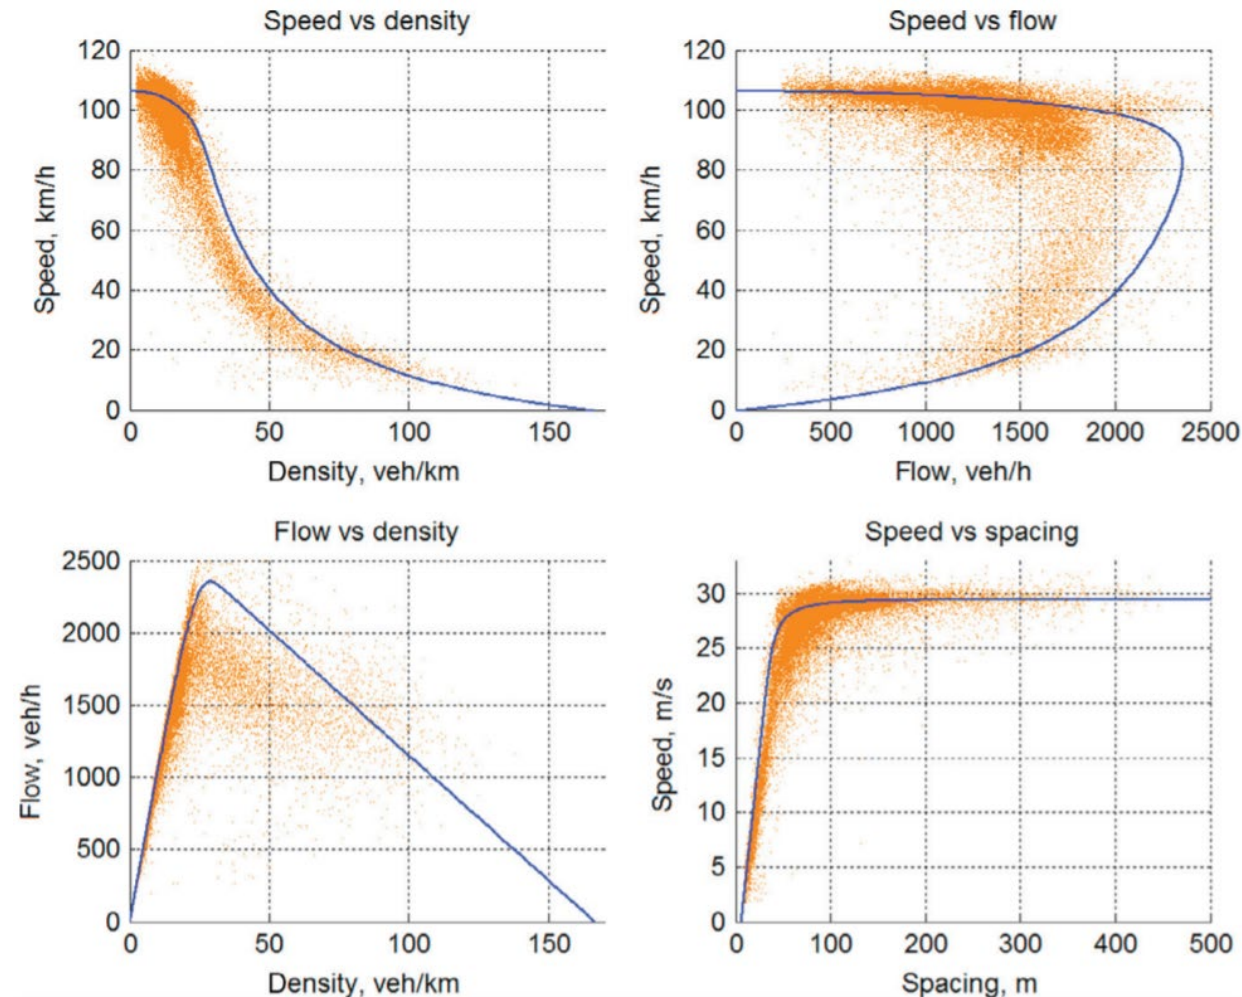 Speed vs density
120
100
80
60
40
20
0
Speed, km/h
0 50 100 150
Density, veh/km
Speed vs flow
120
100
80
60
40
20
0
Speed, km/h
0 500 1000 1500 2000 2500
Flow, veh/h
Flow vs density
2500
2000
1500
1000
500
0
Flow, veh/h
0 50 100 150
Density, veh/km
Speed vs spacing
30
25
20
15
10
5
0
Speed, m/s
0 100 200 300 400 500
Spacing, m